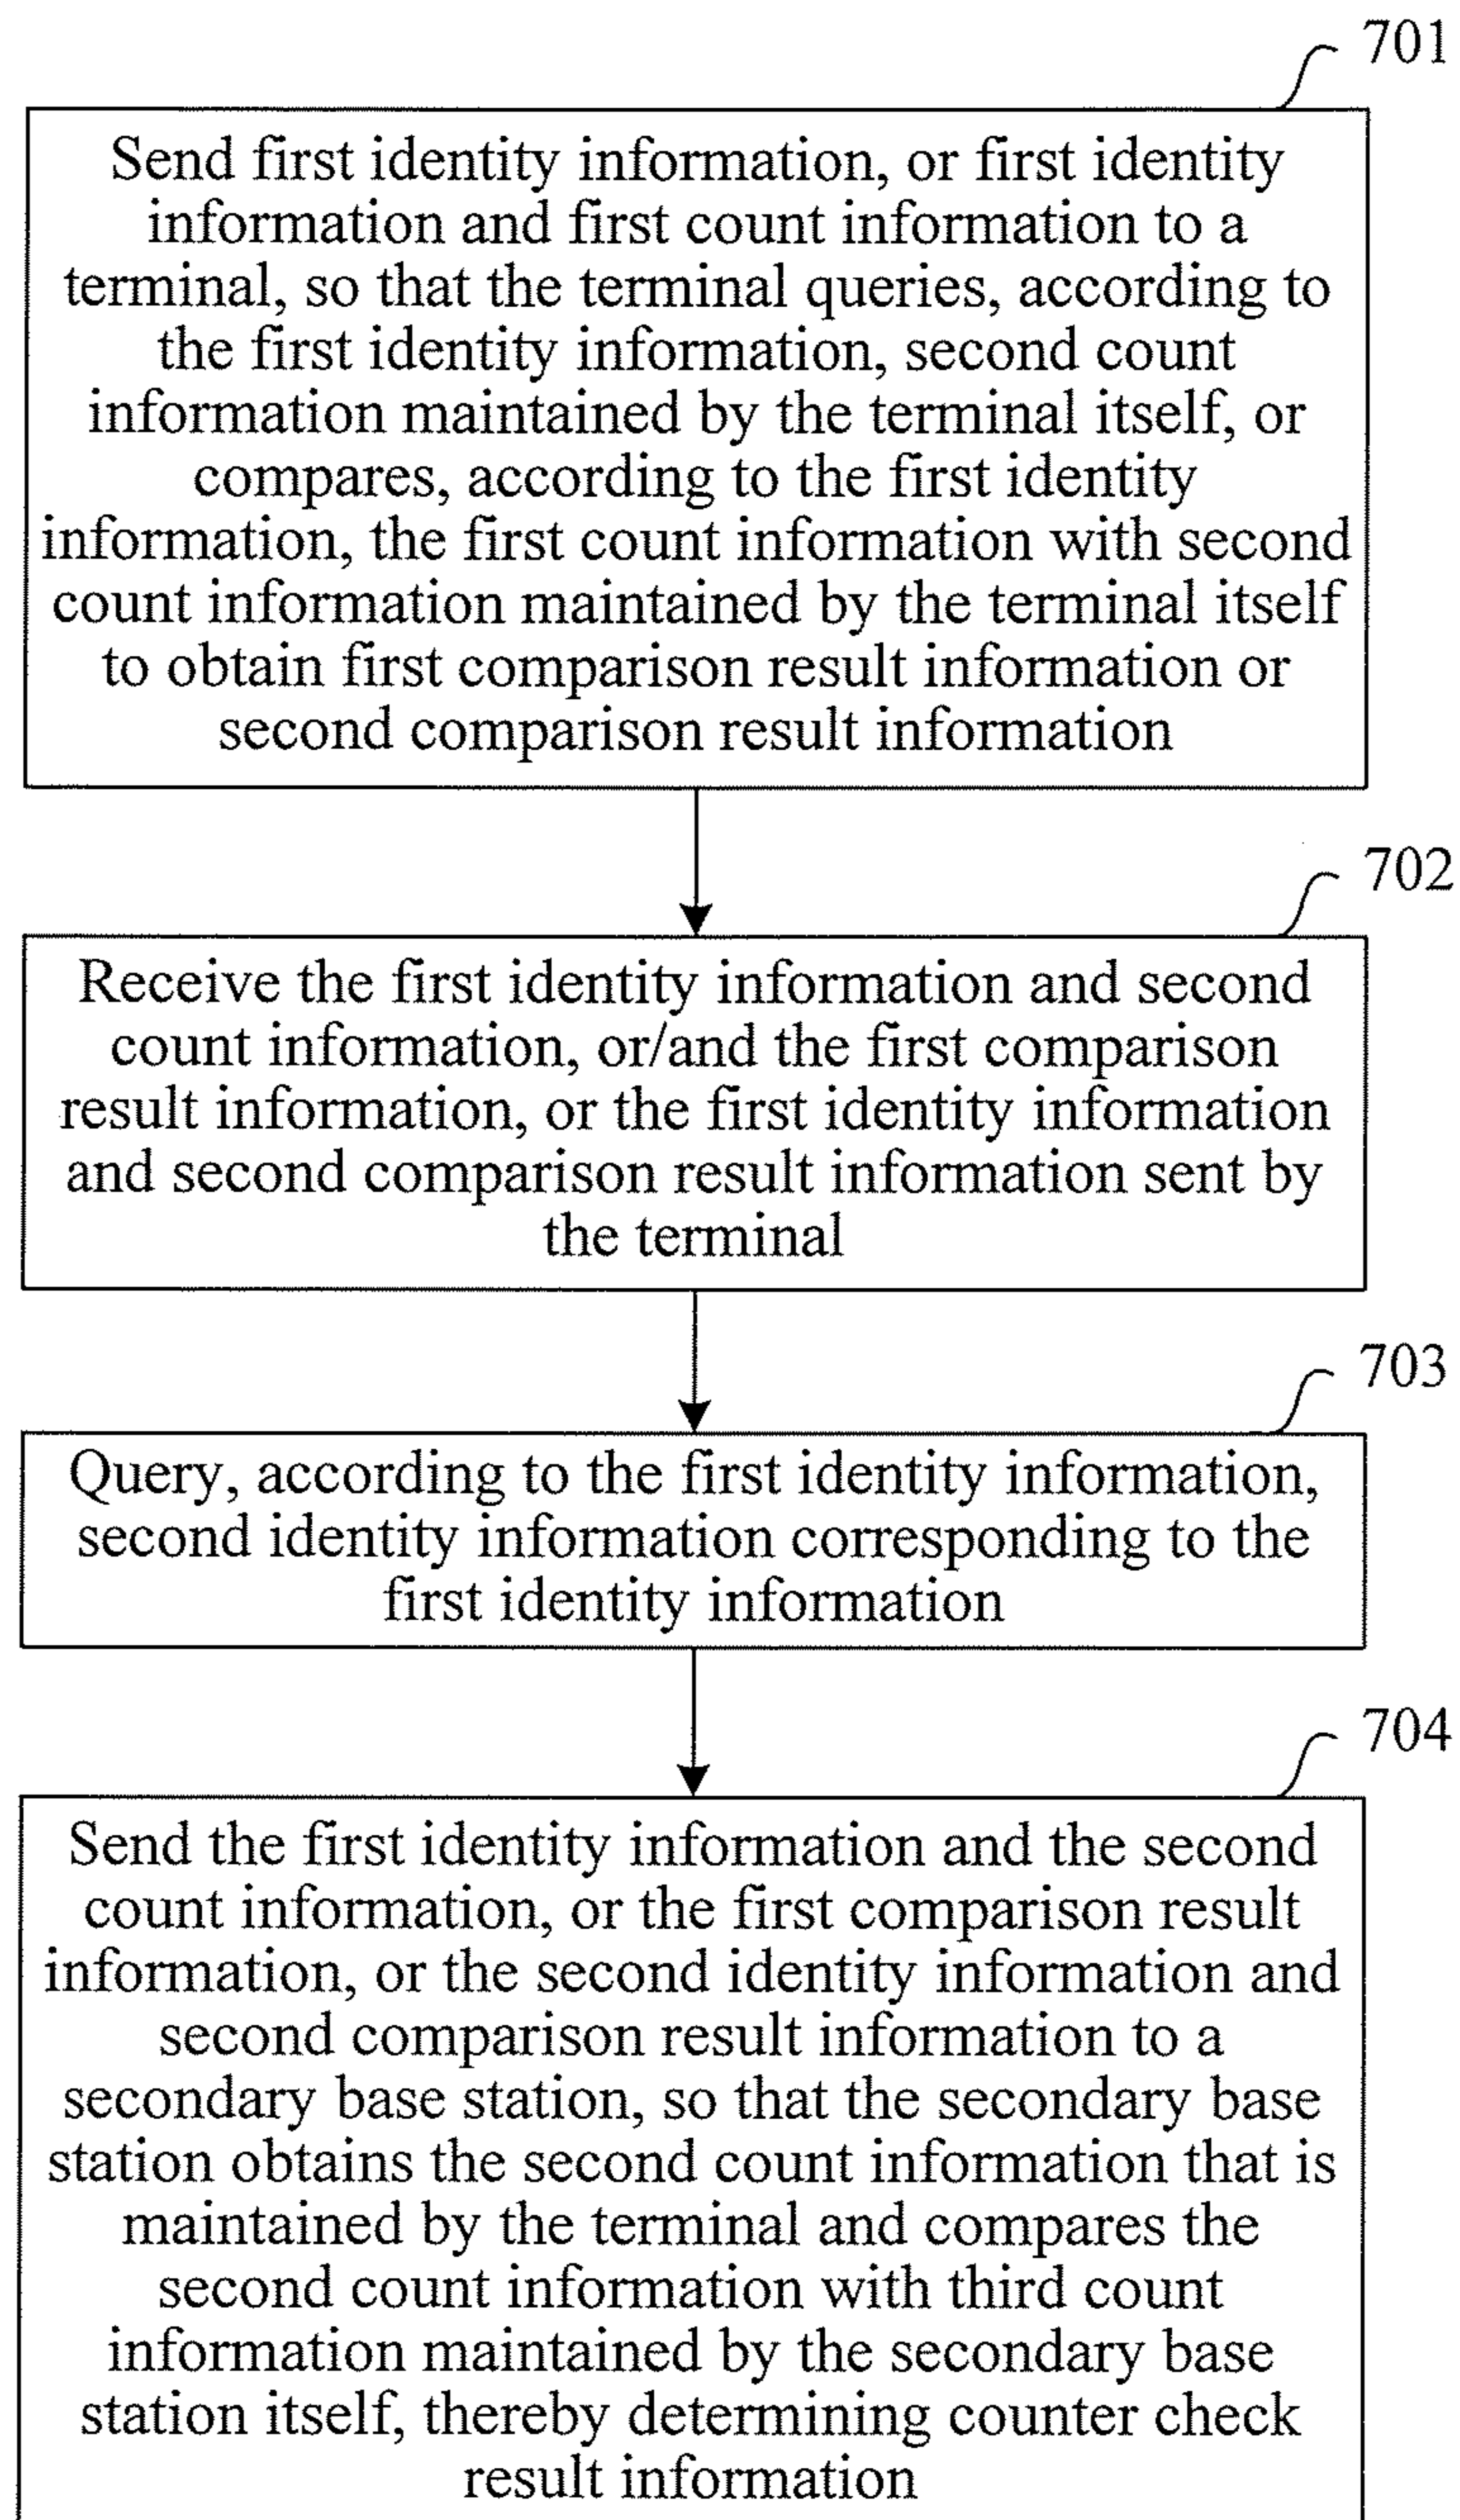 701
Send first identity information, or first identity
information and first count information to a
terminal, so that the terminal queries, according to
the first identity information, second count
information maintained by the terminal itself, or
compares, according to the first identity
information, the first count information with second
count information maintained by the terminal itself
to obtain first comparison result information or
second comparison result information
702
Receive the first identity information and second
count information, or/and the first comparison
result information, or the first identity information
and second comparison result information sent by
the terminal
703
Query, according to the first identity information,
second identity information corresponding to the
first identity information
704
Send the first identity information and the second
count information, or the first comparison result
information, or the second identity information and
second comparison result information to a
secondary base station, so that the secondary base
station obtains the second count information that is
maintained by the terminal and compares the
second count information with third count
information maintained by the secondary base
station itself, thereby determining counter check
result information